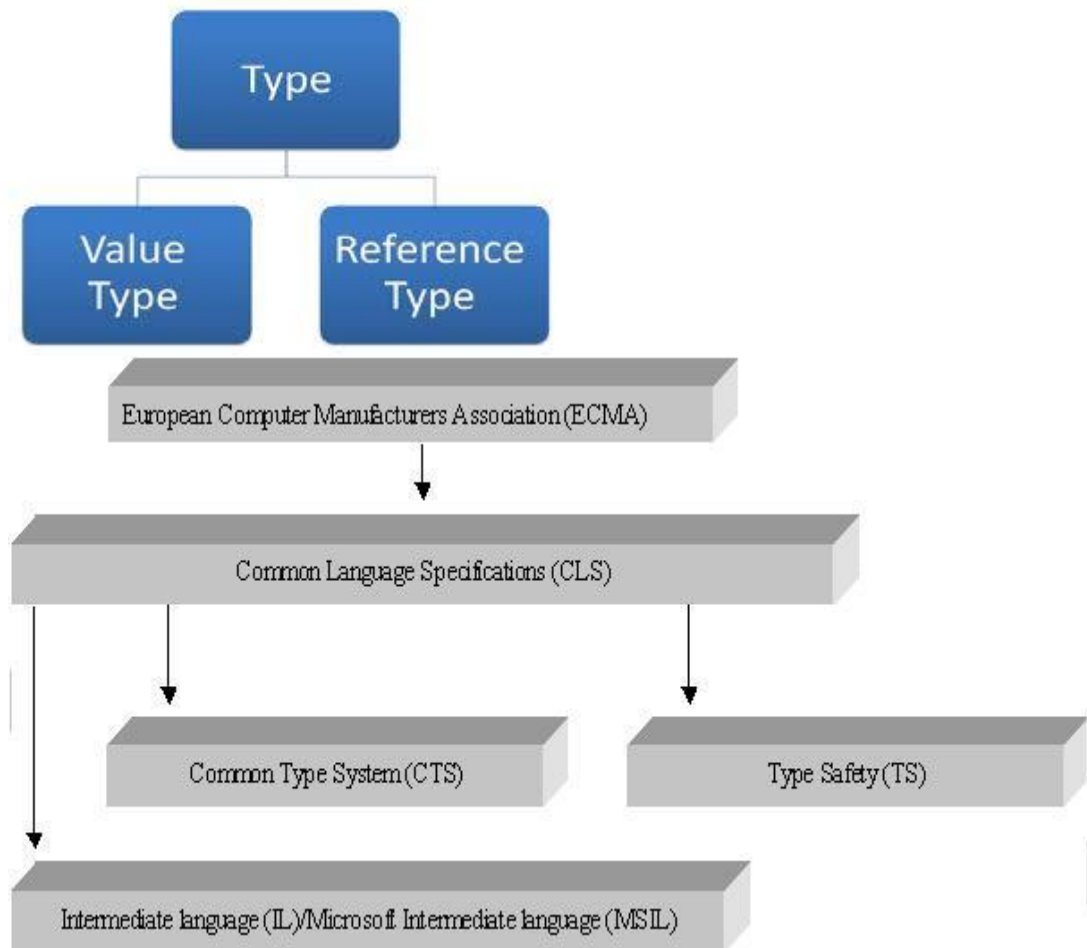 Type
Value
Type
Reference
Type
European Computer Manufacturers Association (ECMA)
Common Language Specifications (CLS)
Common Type System (CTS)
Type Safety (TS)
Intermediate language (IL)/Microsoft Intermediate language (MSIL)